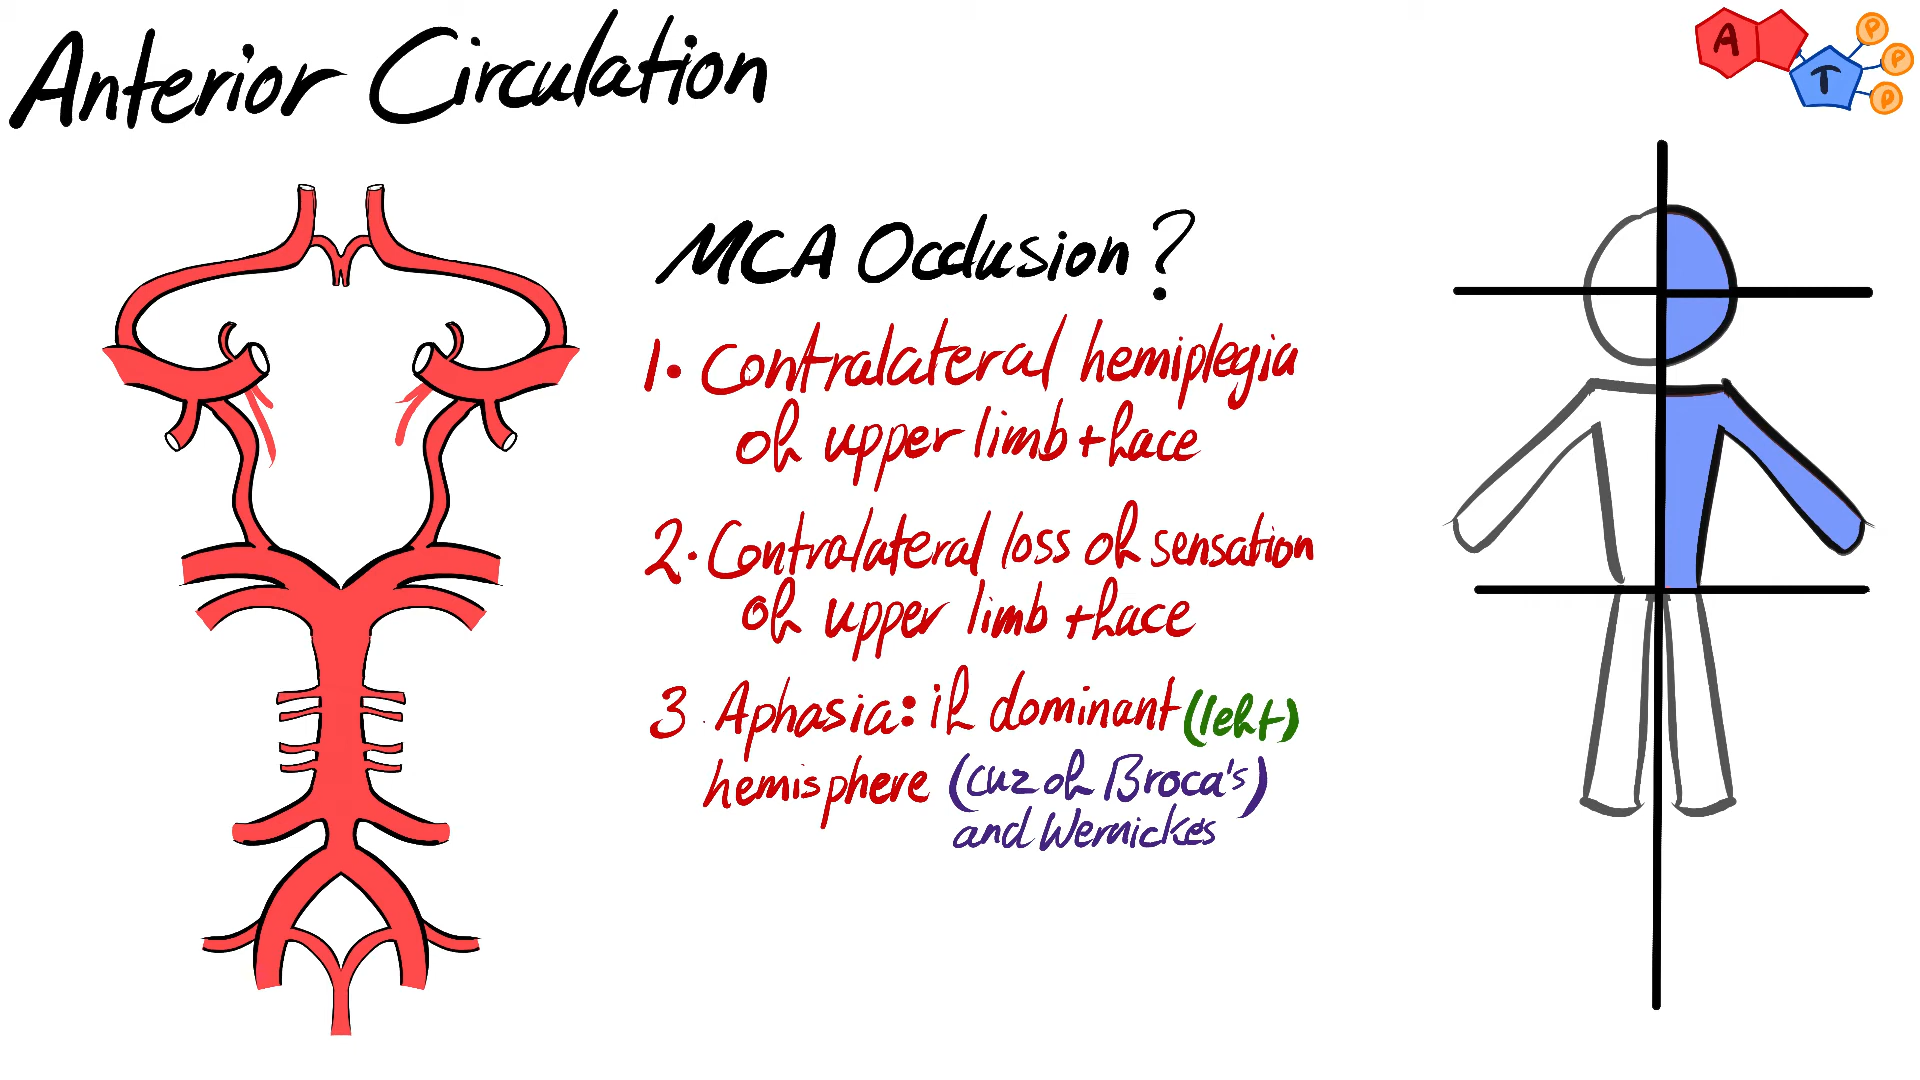 Anterior Circulation
A T P P P
MCA Occlusion?
1. Contralateral hemiplegia
of upper limb + face
2. Contralateral loss of sensation
of upper limb + face
3. Aphasia: if dominant (left)
hemisphere (cuz of Broca's)
and Wernickes